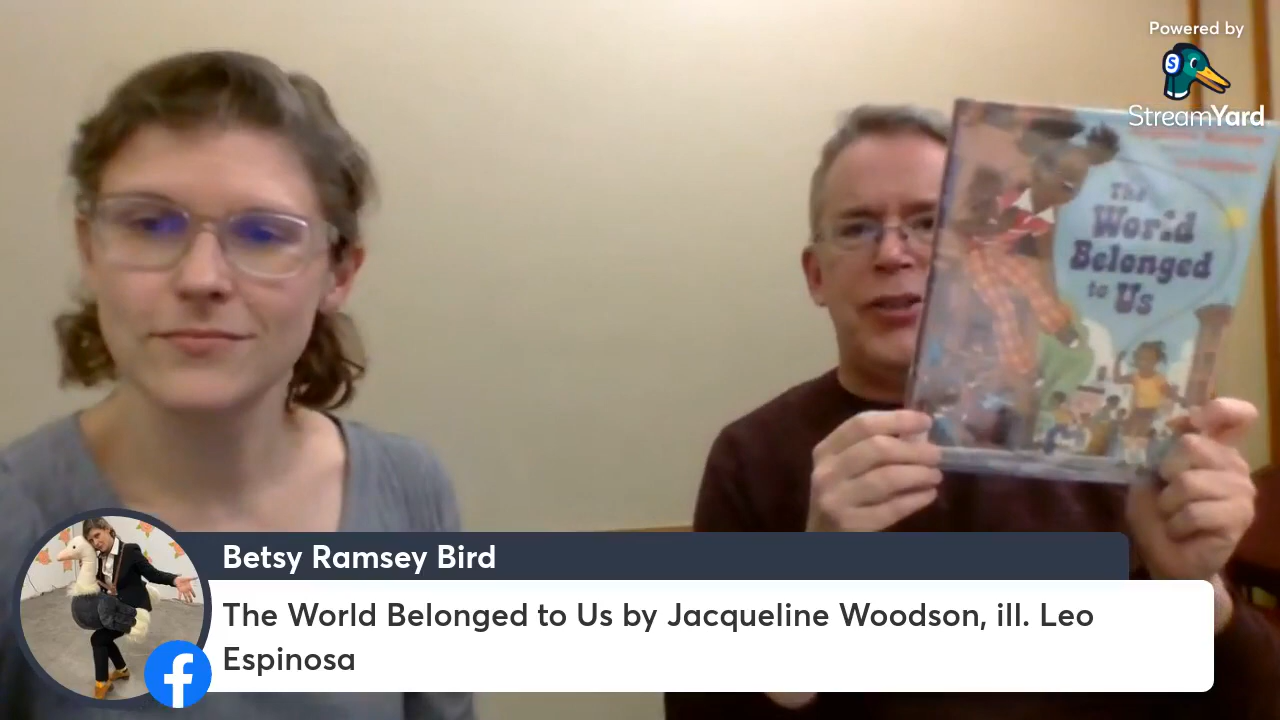 Powered by
S
StreamYard
The
World
Belonged
to Us
Betsy Ramsey Bird
The World Belonged to Us by Jacqueline Woodson, ill. Leo
Espinosa